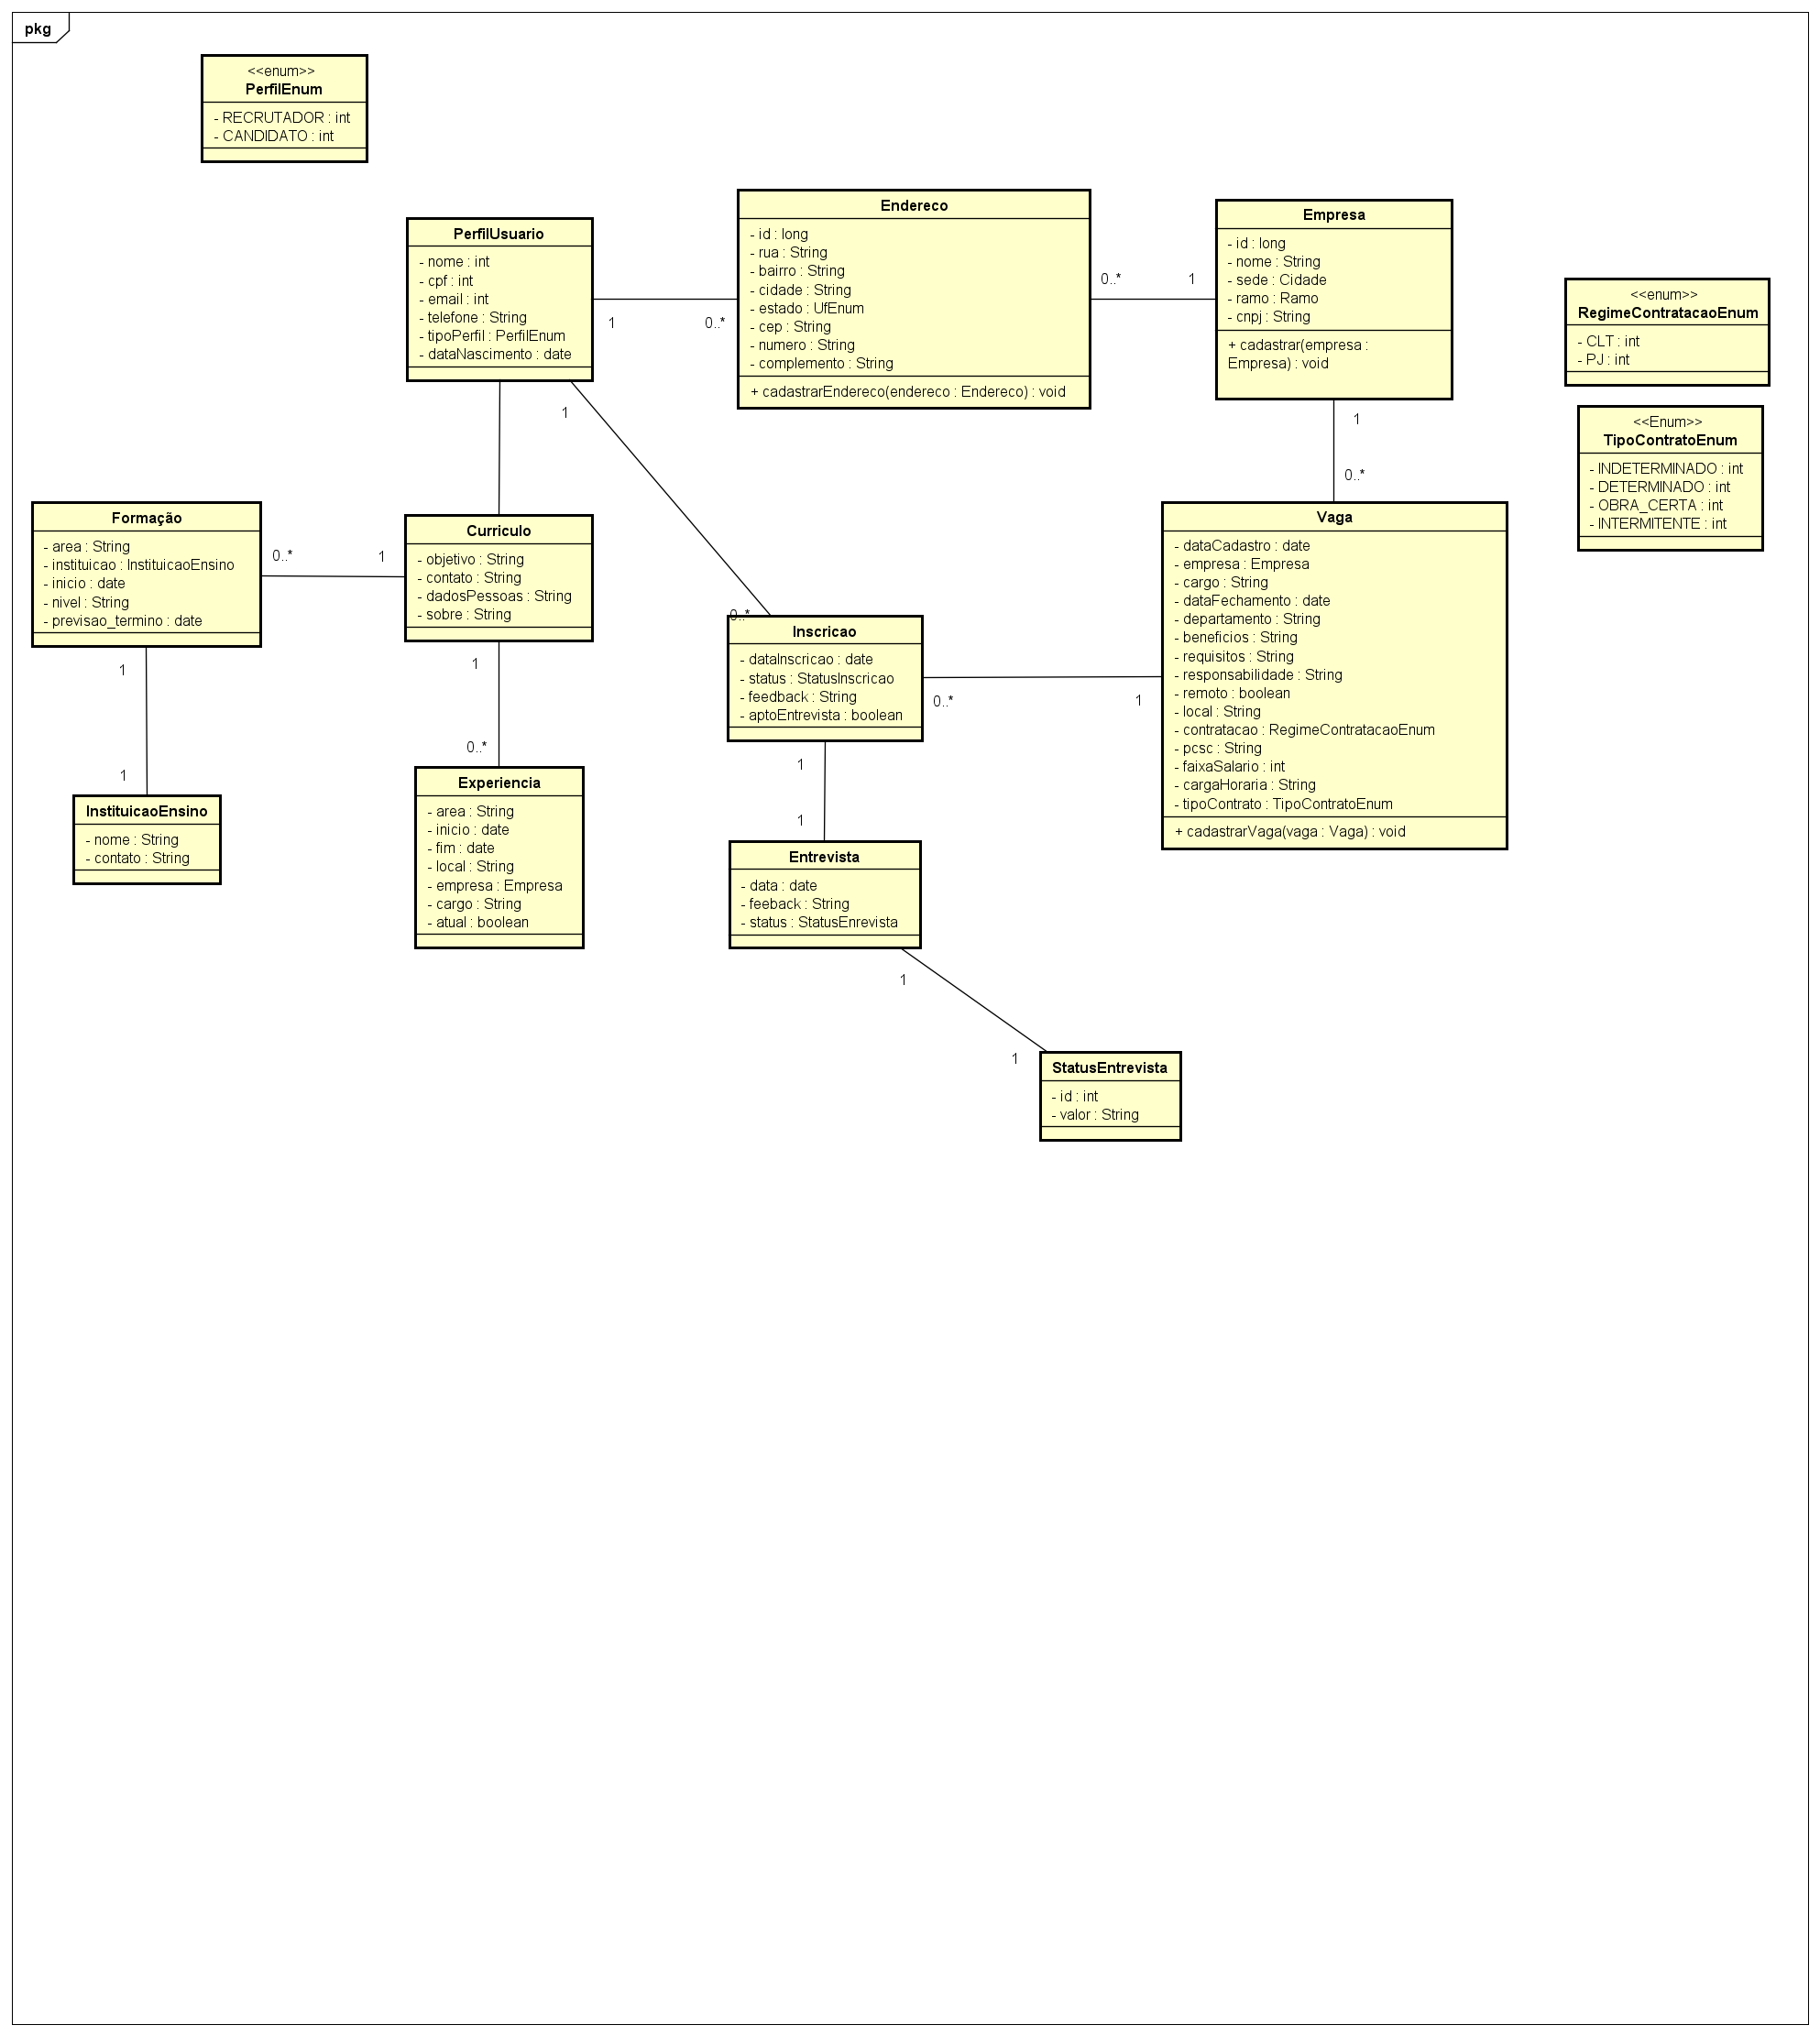 pkg
<<enum>>
PerfilEnum
- RECRUTADOR : int
- CANDIDATO : int
PerfilUsuario
- nome : int
- cpf : int
- email : int
- telefone : String
- tipoPerfil : PerfilEnum
- dataNascimento : date
1
0..*
1
Endereco
- id : long
- rua : String
- bairro : String
- cidade : String
- estado : UfEnum
- cep : String
- numero : String
- complemento : String
+ cadastrarEndereco(endereco : Endereco) : void
0..*
1
Empresa
- id : long
- nome : String
- sede : Cidade
- ramo : Ramo
- cnpj : String
+ cadastrar(empresa :
Empresa) : void
1
0..*
<<enum>>
RegimeContratacaoEnum
- CLT : int
- PJ : int
<<Enum>>
TipoContratoEnum
- INDETERMINADO : int
- DETERMINADO : int
- OBRA_CERTA : int
- INTERMITENTE : int
Formação
- area : String
- instituicao : InstituicaoEnsino
- inicio : date
- nivel : String
- previsao_termino : date
0..*
1
1
1
Curriculo
- objetivo : String
- contato : String
- dadosPessoas : String
- sobre : String
1
0..*
0..*
Inscricao
- dataInscricao : date
- status : StatusInscricao
- feedback : String
- aptoEntrevista : boolean
0..*
1
1
1
Vaga
- dataCadastro : date
- empresa : Empresa
- cargo : String
- dataFechamento : date
- departamento : String
- beneficios : String
- requisitos : String
- responsabilidade : String
- remoto : boolean
- local : String
- contratacao : RegimeContratacaoEnum
- pcsc : String
- faixaSalario : int
- cargaHoraria : String
- tipoContrato : TipoContratoEnum
+ cadastrarVaga(vaga : Vaga) : void
InstituicaoEnsino
- nome : String
- contato : String
Experiencia
- area : String
- inicio : date
- fim : date
- local : String
- empresa : Empresa
- cargo : String
- atual : boolean
Entrevista
- data : date
- feeback : String
- status : StatusEnrevista
1
1
StatusEntrevista
- id : int
- valor : String